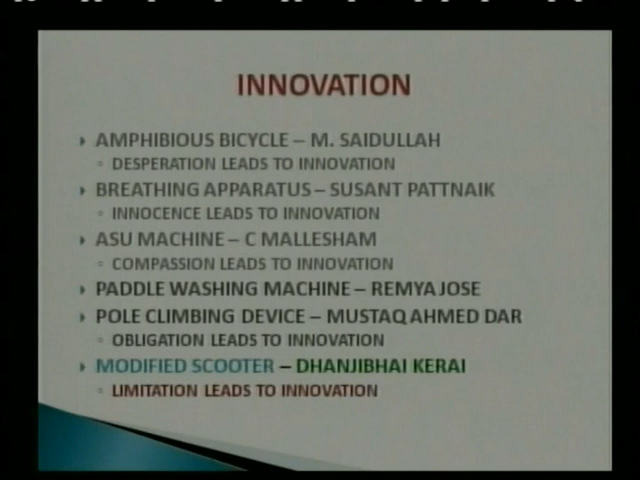 INNOVATION
AMPHIBIOUS BICYCLE – M. SAIDULLAH
DESPERATION LEADS TO INNOVATION
BREATHING APPARATUS – SUSANT PATTNAIK
INNOCENCE LEADS TO INNOVATION
ASU MACHINE – C MALLESHAM
COMPASSION LEADS TO INNOVATION
PADDLE WASHING MACHINE – REMYA JOSE
POLE CLIMBING DEVICE – MUSTAQ AHMED DAR
OBLIGATION LEADS TO INNOVATION
MODIFIED SCOOTER – DHANJIBHAI KERAI
LIMITATION LEADS TO INNOVATION